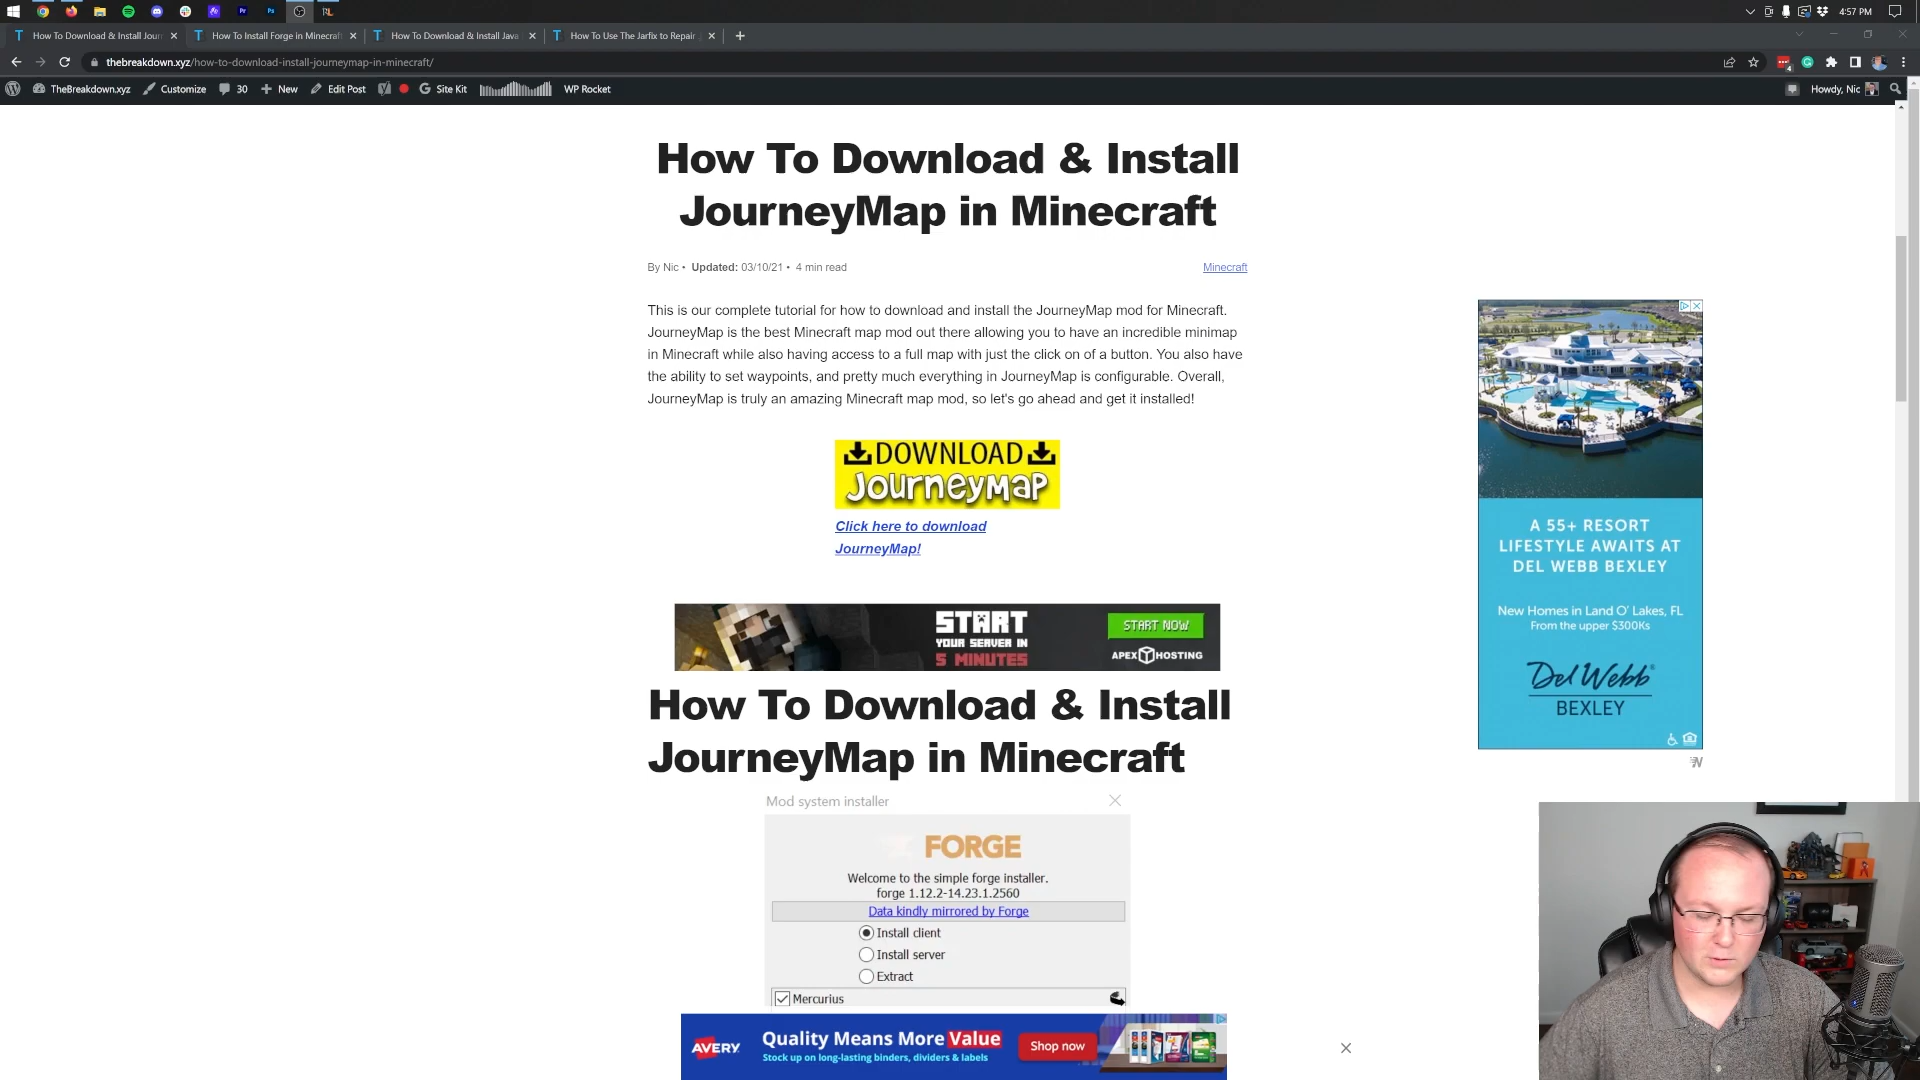 4:57 PM
How To Download & Install Jour
How To Install Forge in Minecraft
How To Download & Install Java
How To Use The Jarfix to Repair
thebreakdown.xyz/how-to-download-install-journeymap-in-minecraft/
TheBreakdown.xyz
Customize
30
New
Edit Post
Site Kit
WP Rocket
Howdy, Nic
How To Download & Install
JourneyMap in Minecraft
By Nic • Updated: 03/10/21 • 4 min read
Minecraft
This is our complete tutorial for how to download and install the JourneyMap mod for Minecraft.
JourneyMap is the best Minecraft map mod out there allowing you to have an incredible minimap
in Minecraft while also having access to a full map with just the click on of a button. You also have
the ability to set waypoints, and pretty much everything in JourneyMap is configurable. Overall,
JourneyMap is truly an amazing Minecraft map mod, so let's go ahead and get it installed!
DOWNLOAD
JourneyMap
Click here to download
JourneyMap!
A 55+ RESORT
LIFESTYLE AWAITS AT
DEL WEBB BEXLEY
New Homes in Land O' Lakes, FL
From the upper $300Ks
Del Webb®
BEXLEY
START
YOUR SERVER IN
5 MINUTES
START NOW
APEX HOSTING
How To Download & Install
JourneyMap in Minecraft
Mod system installer
FORGE
Welcome to the simple forge installer.
forge 1.12.2-14.23.1.2560
Data kindly mirrored by Forge
Install client
Install server
Extract
Mercurius
AVERY
Quality Means More Value
Stock up on long-lasting binders, dividers & labels
Shop now